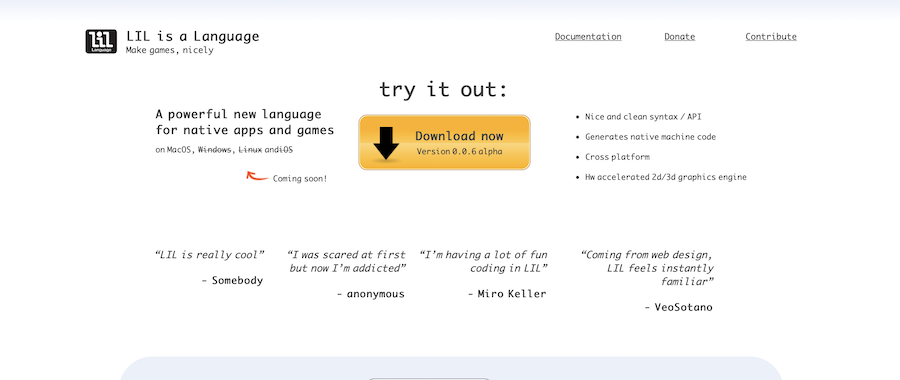 LIL
Language
LIL is a Language
Make games, nicely
Documentation
Donate
Contribute
try it out:
A powerful new language
for native apps and games
on MacOS, Windows, Linux and iOS
Coming soon!
Download now
Version 0.0.6 alpha
• Nice and clean syntax / API
• Generates native machine code
• Cross platform
• Hw accelerated 2d/3d graphics engine
“LIL is really cool”
- Somebody
“I was scared at first
but now I’m addicted”
- anonymous
“I’m having a lot of fun
coding in LIL”
- Miro Keller
“Coming from web design,
LIL feels instantly
familiar”
- VeoSotano